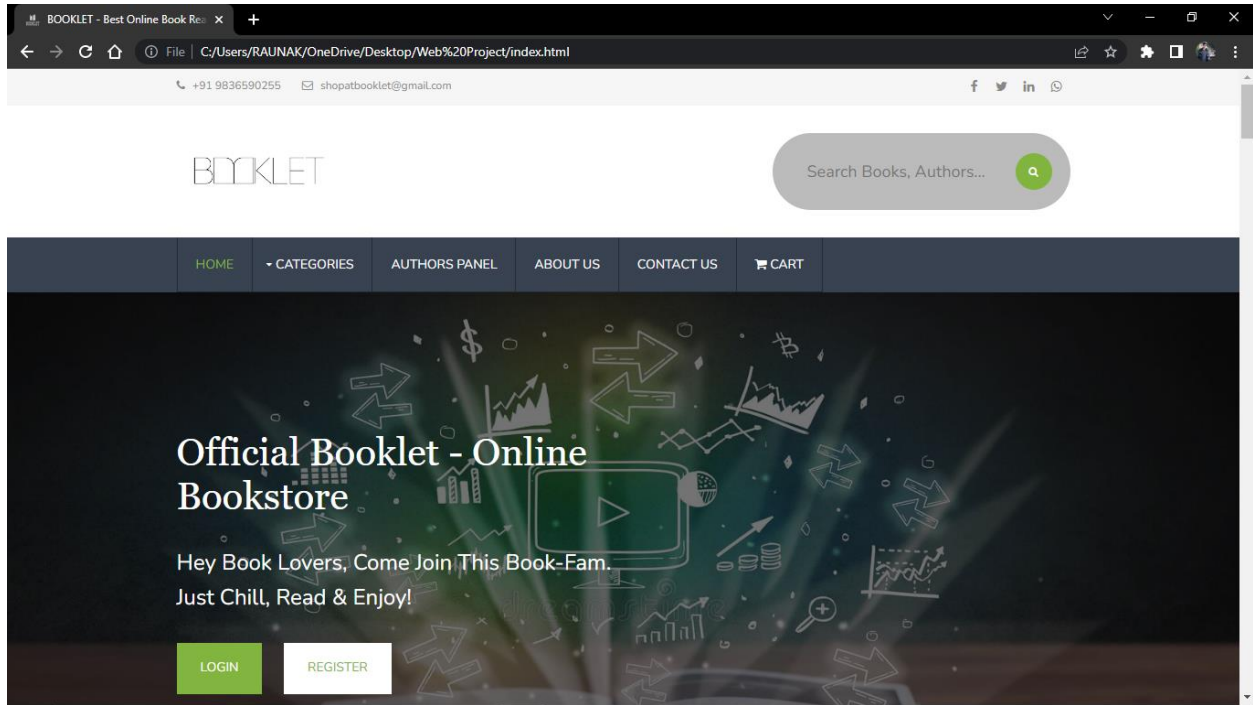 BOOKLET - Best Online Book Rea
File | C:/Users/RAUNAK/OneDrive/Desktop/Web%20Project/index.html
+91 9836590255 shopatbooklet@gmail.com
BOOKLET
Search Books, Authors...
HOME CATEGORIES AUTHORS PANEL ABOUT US CONTACT US CART
Official Booklet - Online
Bookstore
Hey Book Lovers, Come Join This Book-Fam.
Just Chill, Read & Enjoy!
LOGIN REGISTER